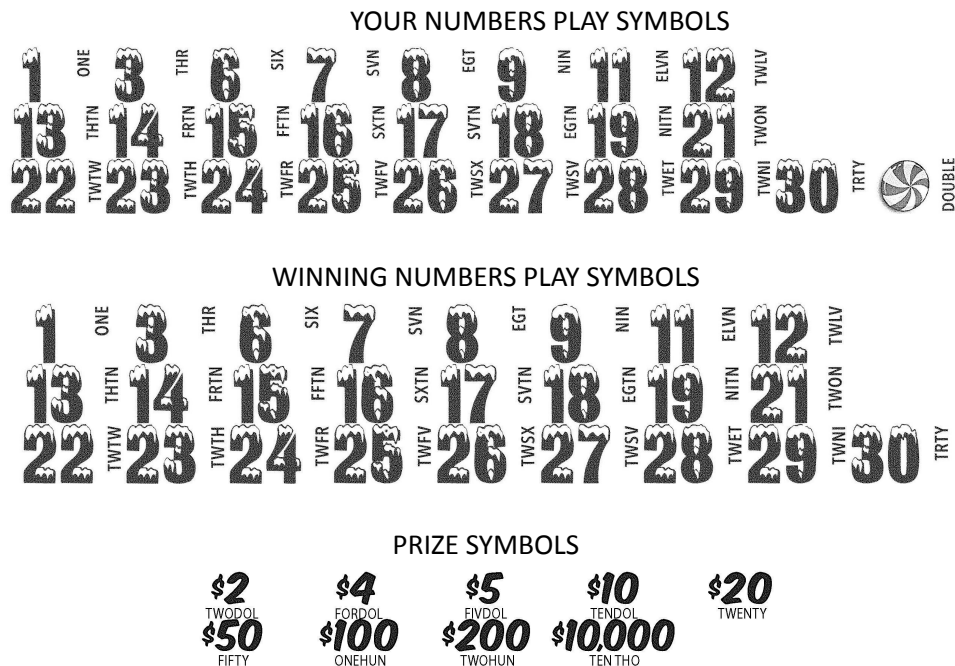 YOUR NUMBERS PLAY SYMBOLS
1 ONE 3 THR 6 SIX 7 SVN 8 EGT 9 NIN 11 ELVN 12 TWLV
13 THTN 14 FRTN 15 FFTN 16 SXTN 17 SVTN 18 EGTN 19 NITN 21 TWON
22 TWTW 23 TWTH 24 TWFR 25 TWFV 26 TWSX 27 TWSV 28 TWET 29 TWNI 30 TRTY DOUBLE
WINNING NUMBERS PLAY SYMBOLS
1 ONE 3 THR 6 SIX 7 SVN 8 EGT 9 NIN 11 ELVN 12 TWLV
13 THTN 14 FRTN 15 FFTN 16 SXTN 17 SVTN 18 EGTN 19 NITN 21 TWON
22 TWTW 23 TWTH 24 TWFR 25 TWFV 26 TWSX 27 TWSV 28 TWET 29 TWNI 30 TRTY
PRIZE SYMBOLS
$2 $4 $5 $10 $20
TWODOL FORDOL FIVDOL TENDOL TWENTY
$50 $100 $200 $10,000
FIFTY ONEHUN TWOHUN TEN THO